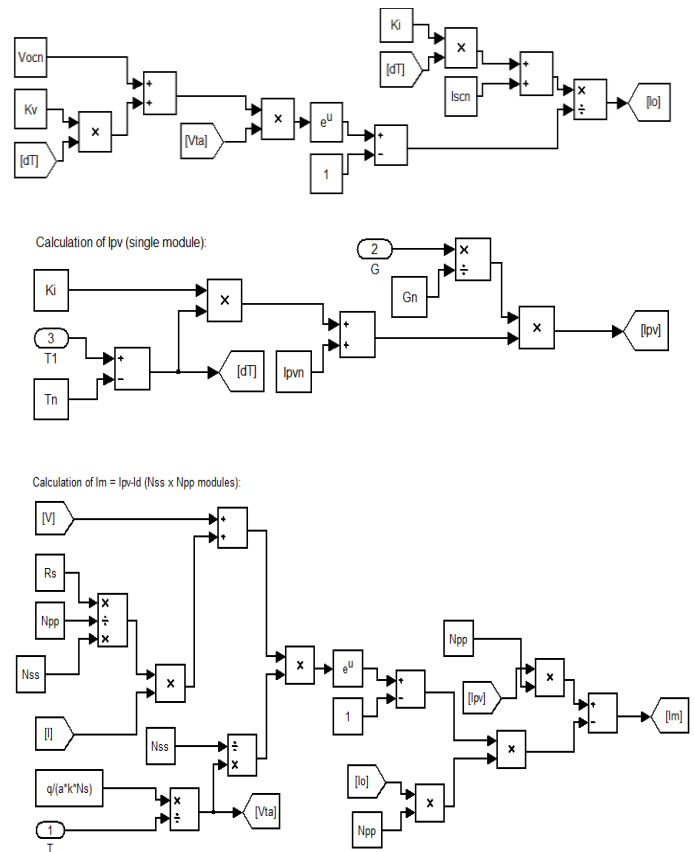 Ki
×
[dT]
Vocn
+
+
Kv
×
[dT]
+
+
Iscn
×
÷
[Io]
[Vta]
×
e^u
1
+
−
Calculation of Ipv (single module):
Ki
×
3
T1
Tn
+
−
[dT]
Ipvn
+
+
2
G
Gn
×
÷
×
[Ipv]
Calculation of Im = Ipv-Id (Nss x Npp modules):
[V]
+
+
Rs
Npp
Nss
×
÷
×
×
[I]
Nss
÷
×
q/(a*k*Ns)
1
T
×
÷
[Vta]
×
e^u
1
+
−
Npp
[Ipv]
×
[Io]
Npp
×
×
+
−
[Im]